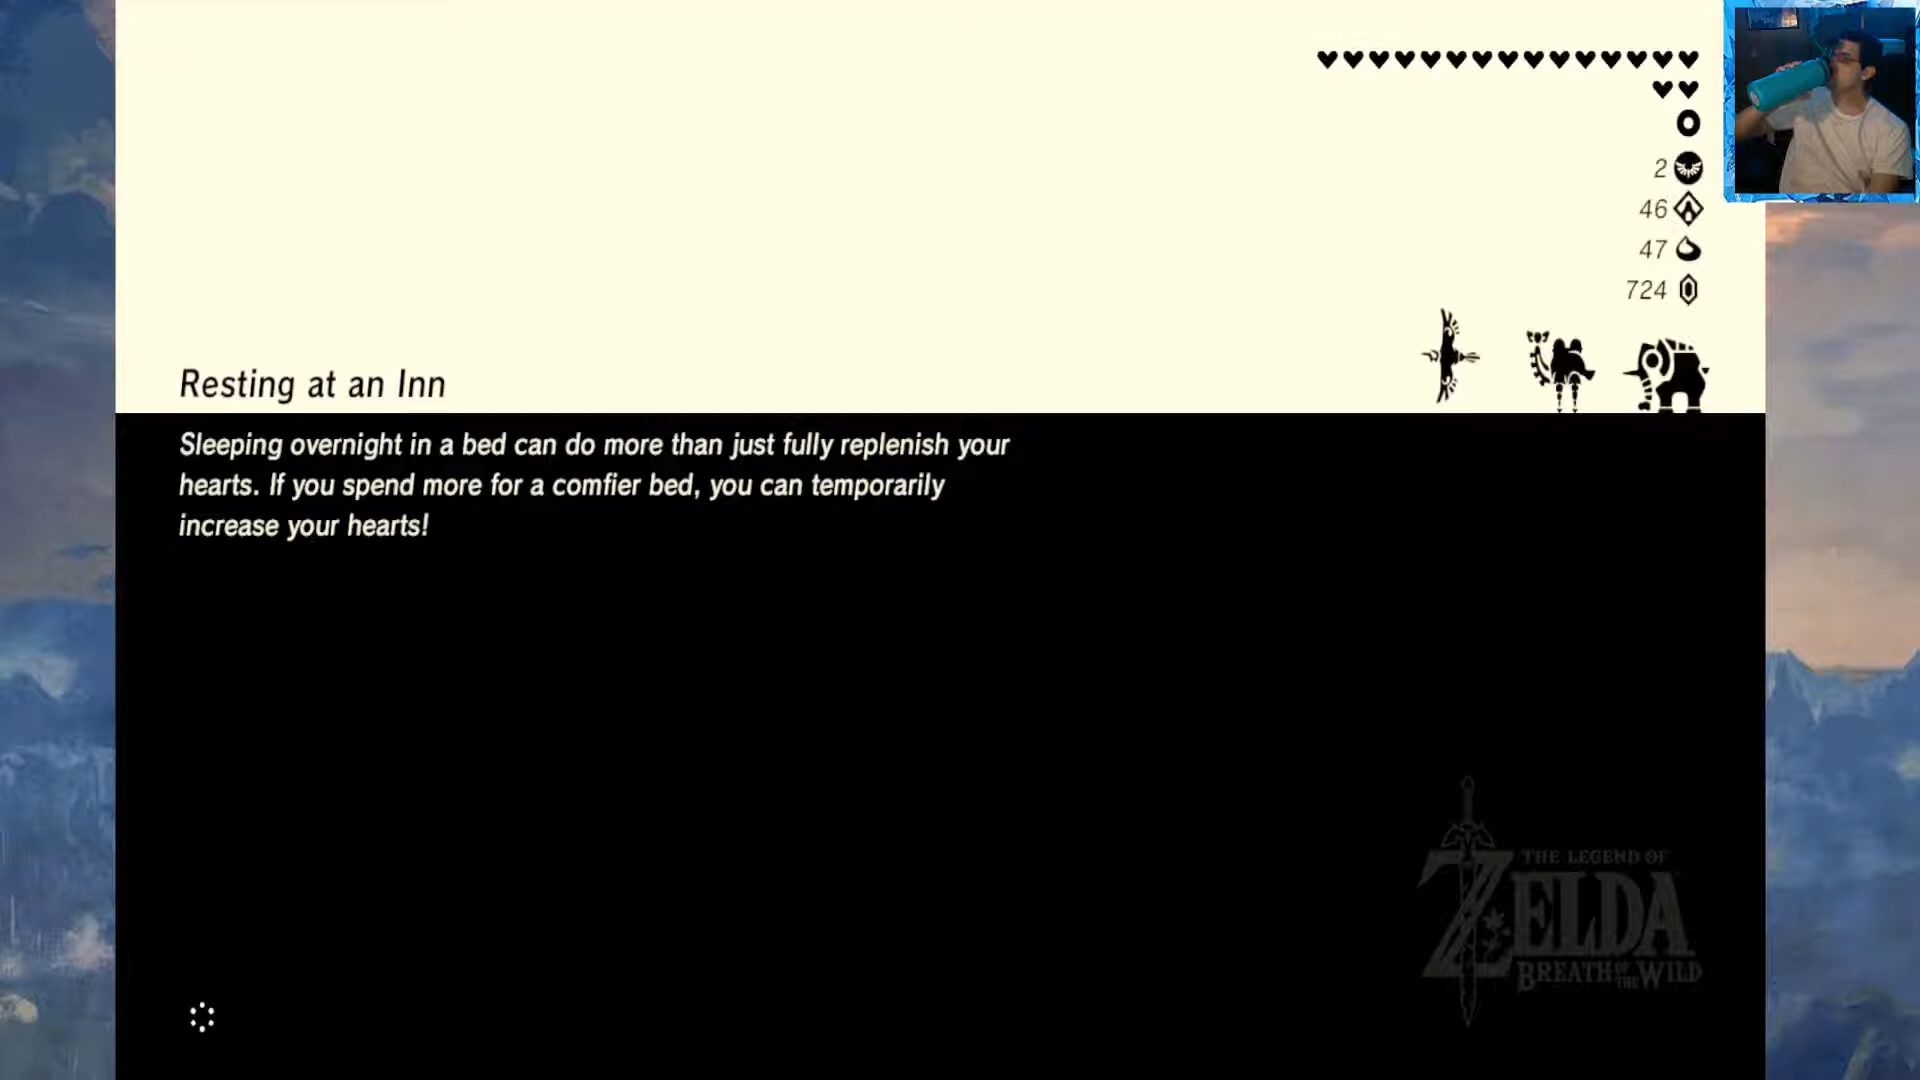 2
46
47
724
Resting at an Inn
Sleeping overnight in a bed can do more than just fully replenish your
hearts. If you spend more for a comfier bed, you can temporarily
increase your hearts!
THE LEGEND OF
ZELDA
BREATH OF THE WILD